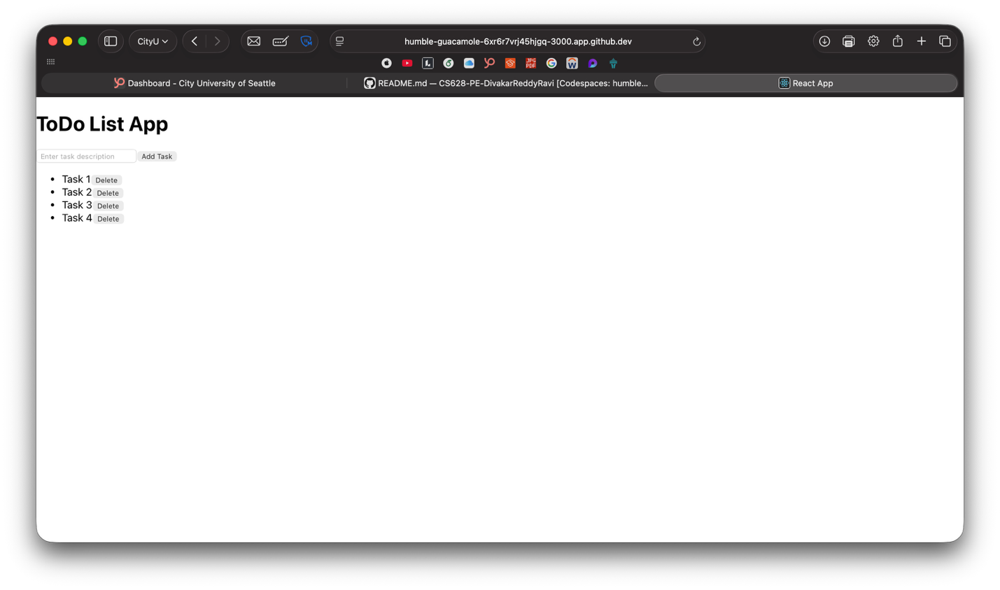 CityU
humble-guacamole-6xr6r7vrj45hjgq-3000.app.github.dev
JPG
PDF
Dashboard - City University of Seattle
README.md — CS628-PE-DivakarReddyRavi [Codespaces: humble...
React App
ToDo List App
Enter task description
Add Task
Task 1 Delete
Task 2 Delete
Task 3 Delete
Task 4 Delete